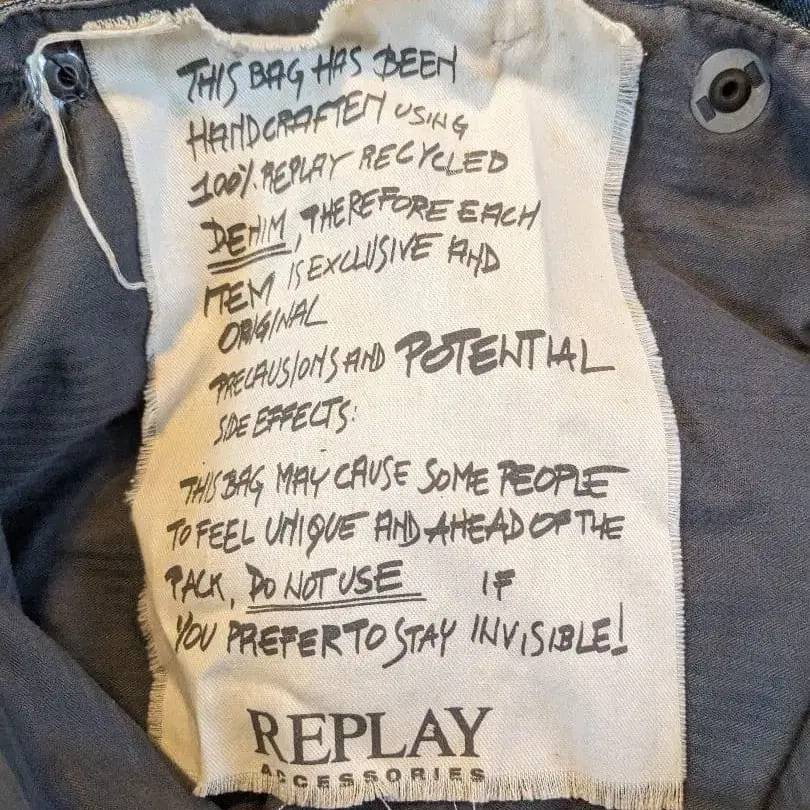 THIS BAG HAS BEEN
HANDCRAFTEN USING
100% REPLAY RECYCLED
DENIM, THEREFORE EACH
ITEM IS EXCLUSIVE AND
ORIGINAL
PRECAUSIONS AND POTENTIAL
SIDE EFFECTS:
THIS BAG MAY CAUSE SOME PEOPLE
TO FEEL UNIQUE AND AHEAD OF THE
PACK, DO NOT USE IF
YOU PREFER TO STAY INVISIBLE!
REPLAY
ACCESSORIES